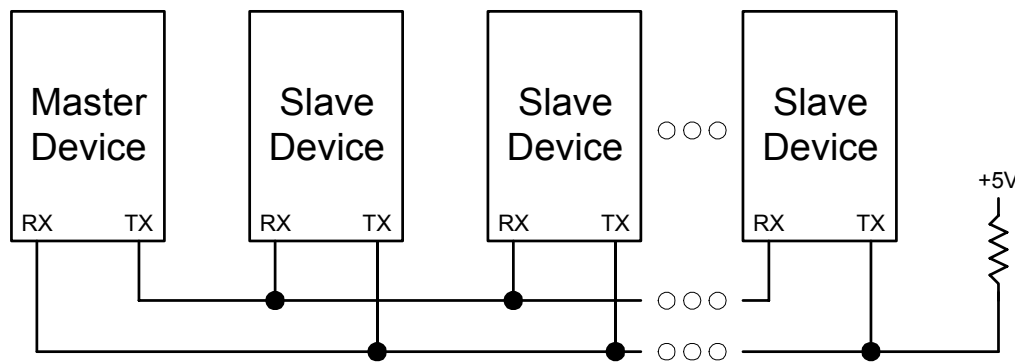 Master
Device
Slave
Device
Slave
Device
Slave
Device
+5V
RX TX
RX TX
RX TX
RX TX